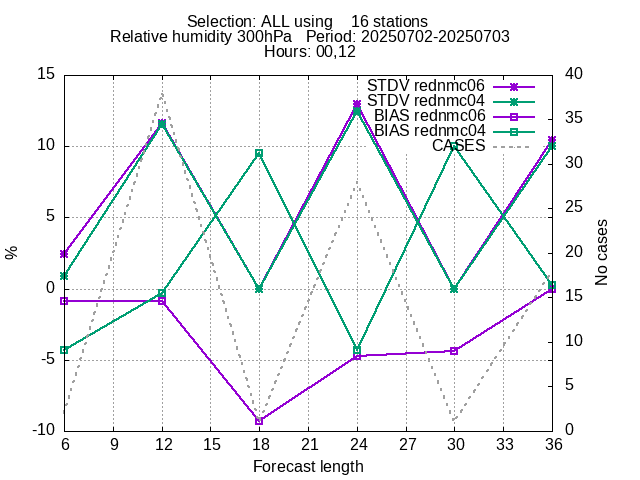 Selection: ALL using    16 stations
Relative humidity 300hPa   Period: 20250702-20250703
Hours: 00,12
STDV rednmc06
STDV rednmc04
BIAS rednmc06
BIAS rednmc04
CASES
15
10
5
0
-5
-10
40
35
30
25
20
15
10
5
0
%
No cases
6 9 12 15 18 21 24 27 30 33 36
Forecast length